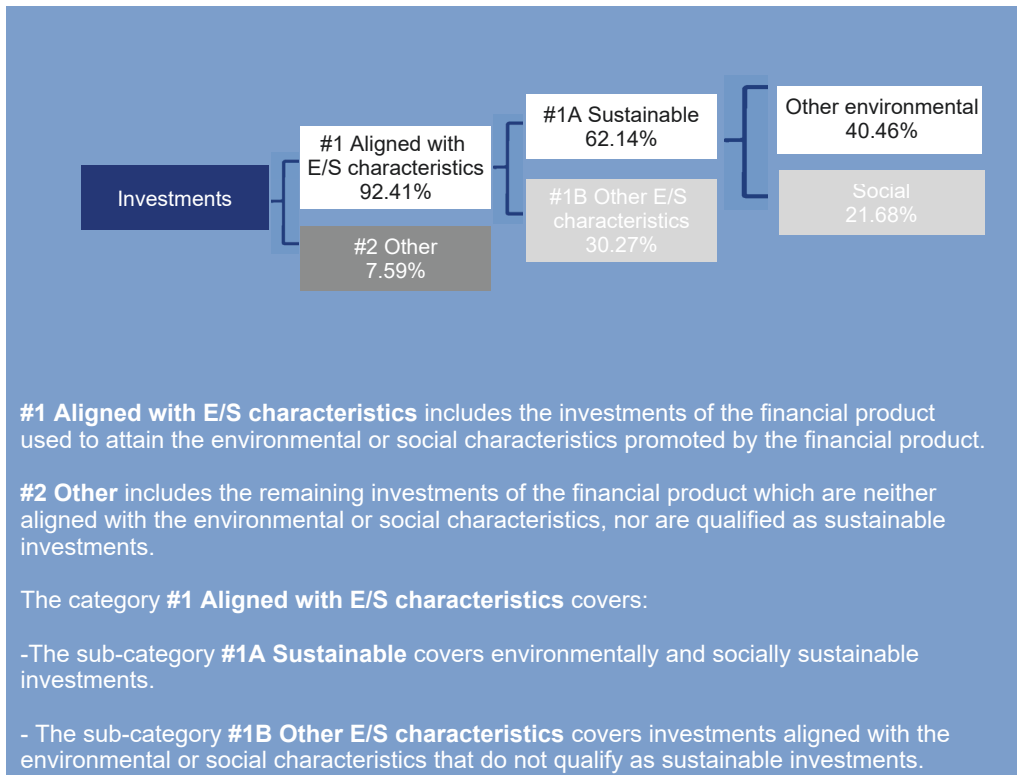 Investments
#1 Aligned with
E/S characteristics
92.41%
#2 Other
7.59%
#1A Sustainable
62.14%
#1B Other E/S
characteristics
30.27%
Other environmental
40.46%
Social
21.68%
#1 Aligned with E/S characteristics includes the investments of the financial product
used to attain the environmental or social characteristics promoted by the financial product.
#2 Other includes the remaining investments of the financial product which are neither
aligned with the environmental or social characteristics, nor are qualified as sustainable
investments.
The category #1 Aligned with E/S characteristics covers:
-The sub-category #1A Sustainable covers environmentally and socially sustainable
investments.
- The sub-category #1B Other E/S characteristics covers investments aligned with the
environmental or social characteristics that do not qualify as sustainable investments.